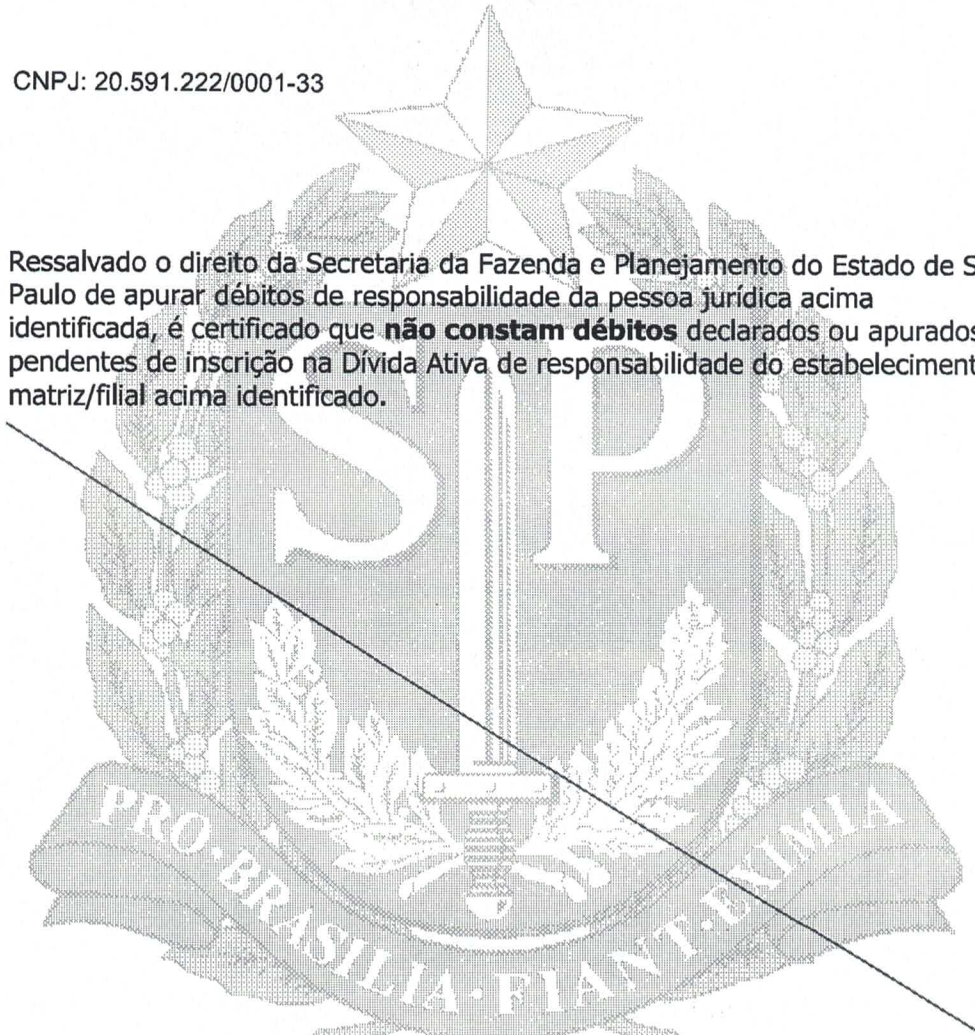 CNPJ: 20.591.222/0001-33
Ressalvado o direito da Secretaria da Fazenda e Planejamento do Estado de S
Paulo de apurar débitos de responsabilidade da pessoa jurídica acima
identificada, é certificado que não constam débitos declarados ou apurados
pendentes de inscrição na Dívida Ativa de responsabilidade do estabeleciment
matriz/filial acima identificado.
SP
PRO·BRASILIA·FIANT·EXIMIA